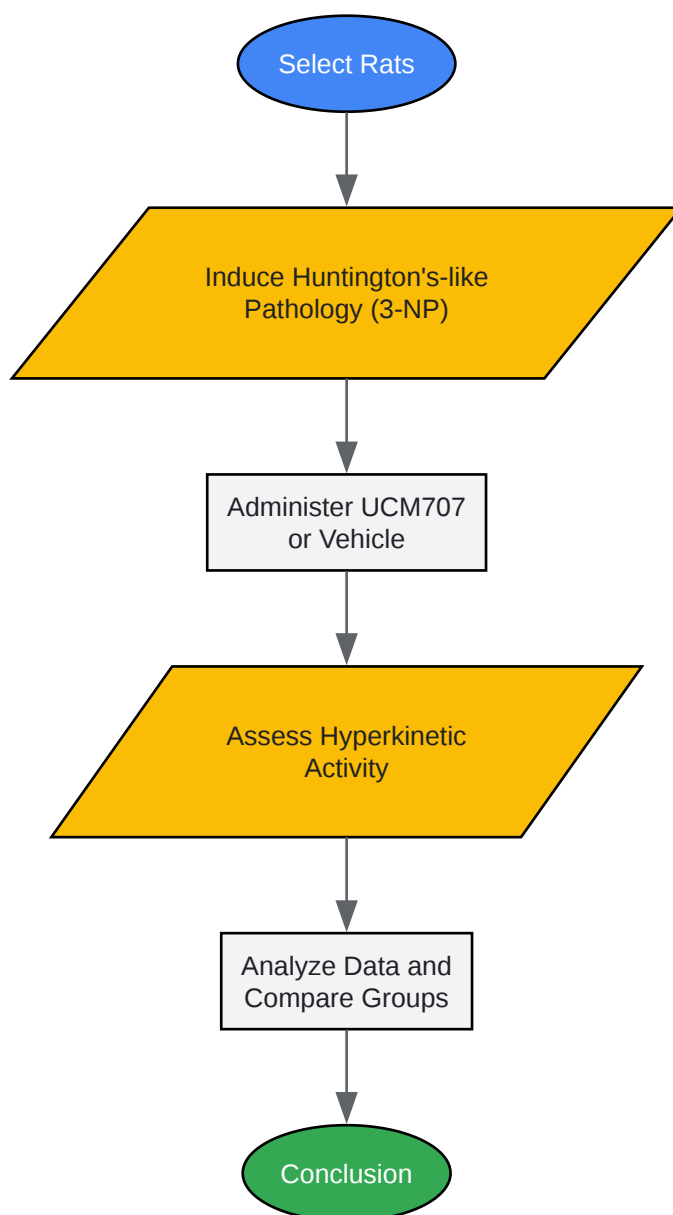 Select Rats
Induce Huntington's-like
Pathology (3-NP)
Administer UCM707
or Vehicle
Assess Hyperkinetic
Activity
Analyze Data and
Compare Groups
Conclusion